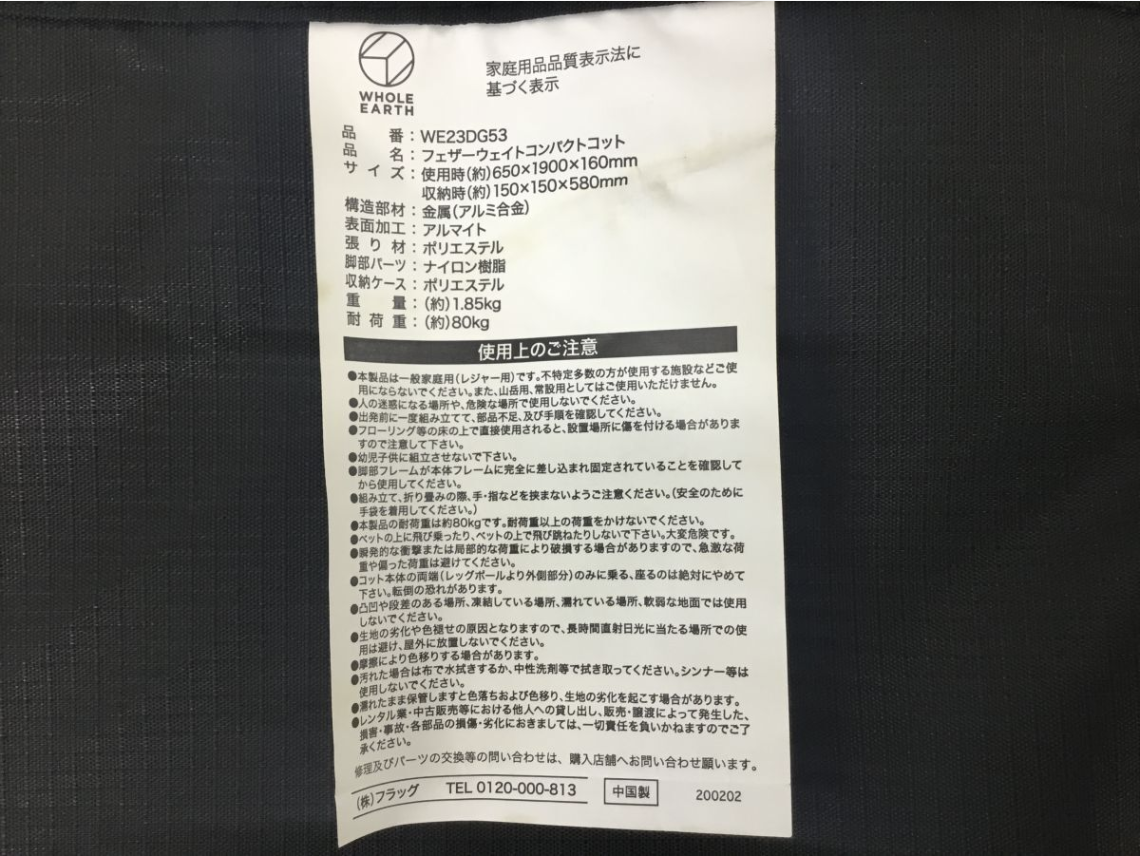 WHOLE
EARTH
家庭用品品質表示法に
基づく表示
品番：WE23DG53
品名：フェザーウェイトコンパクトコット
サイズ：使用時(約)650×1900×160mm
収納時(約)150×150×580mm
構造部材：金属(アルミ合金)
表面加工：アルマイト
張り材：ポリエステル
脚部パーツ：ナイロン樹脂
収納ケース：ポリエステル
重量：(約)1.85kg
耐荷重：(約)80kg
使用上のご注意
●本製品は一般家庭用(レジャー用)です。不特定多数の方が使用する施設などご使
用にならないでください。また、山岳用、常設用としてはご使用いただけません。
●人の迷惑になる場所や、危険な場所で使用しないでください。
●出発前に一度組み立てて、部品不足、及び手順を確認してください。
●フローリング等の床の上で直接使用されると、設置場所に傷を付ける場合がありま
すので注意して下さい。
●幼児子供に組立させないで下さい。
●脚部フレームが本体フレームに完全に差し込まれ固定されていることを確認して
から使用してください。
●組み立て、折り畳みの際、手・指などを挟まないようご注意ください。(安全のために
手袋を着用してください。)
●本製品の耐荷重は約80kgです。耐荷重以上の荷重をかけないでください。
●ベットの上に飛び乗ったり、ベットの上で飛び跳ねたりしないで下さい。大変危険です。
●瞬発的な衝撃または局部的な荷重により破損する場合がありますので、急激な荷
重や偏った荷重は避けてください。
●コット本体の両端(レッグポールより外側部分)のみに乗る、座るのは絶対にやめて
下さい。転倒の恐れがあります。
●凸凹や段差のある場所、凍結している場所、濡れている場所、軟弱な地面では使用
しないでください。
●生地の劣化や色褪せの原因となりますので、長時間直射日光に当たる場所での使
用は避け、屋外に放置しないでください。
●摩擦により色移りする場合があります。
●汚れた場合は布で水拭きするか、中性洗剤等で拭き取ってください。シンナー等は
使用しないでください。
●濡れたまま保管しますと色落ちおよび色移り、生地の劣化を起こす場合があります。
●レンタル業・中古販売等における他人への貸し出し、販売・譲渡によって発生した、
損害・事故・各部品の損傷・劣化におきましては、一切責任を負いかねますのでご了
承ください。
修理及びパーツの交換等の問い合わせは、購入店舗へお問い合わせ願います。
(株)フラッグ TEL 0120-000-813 中国製 200202